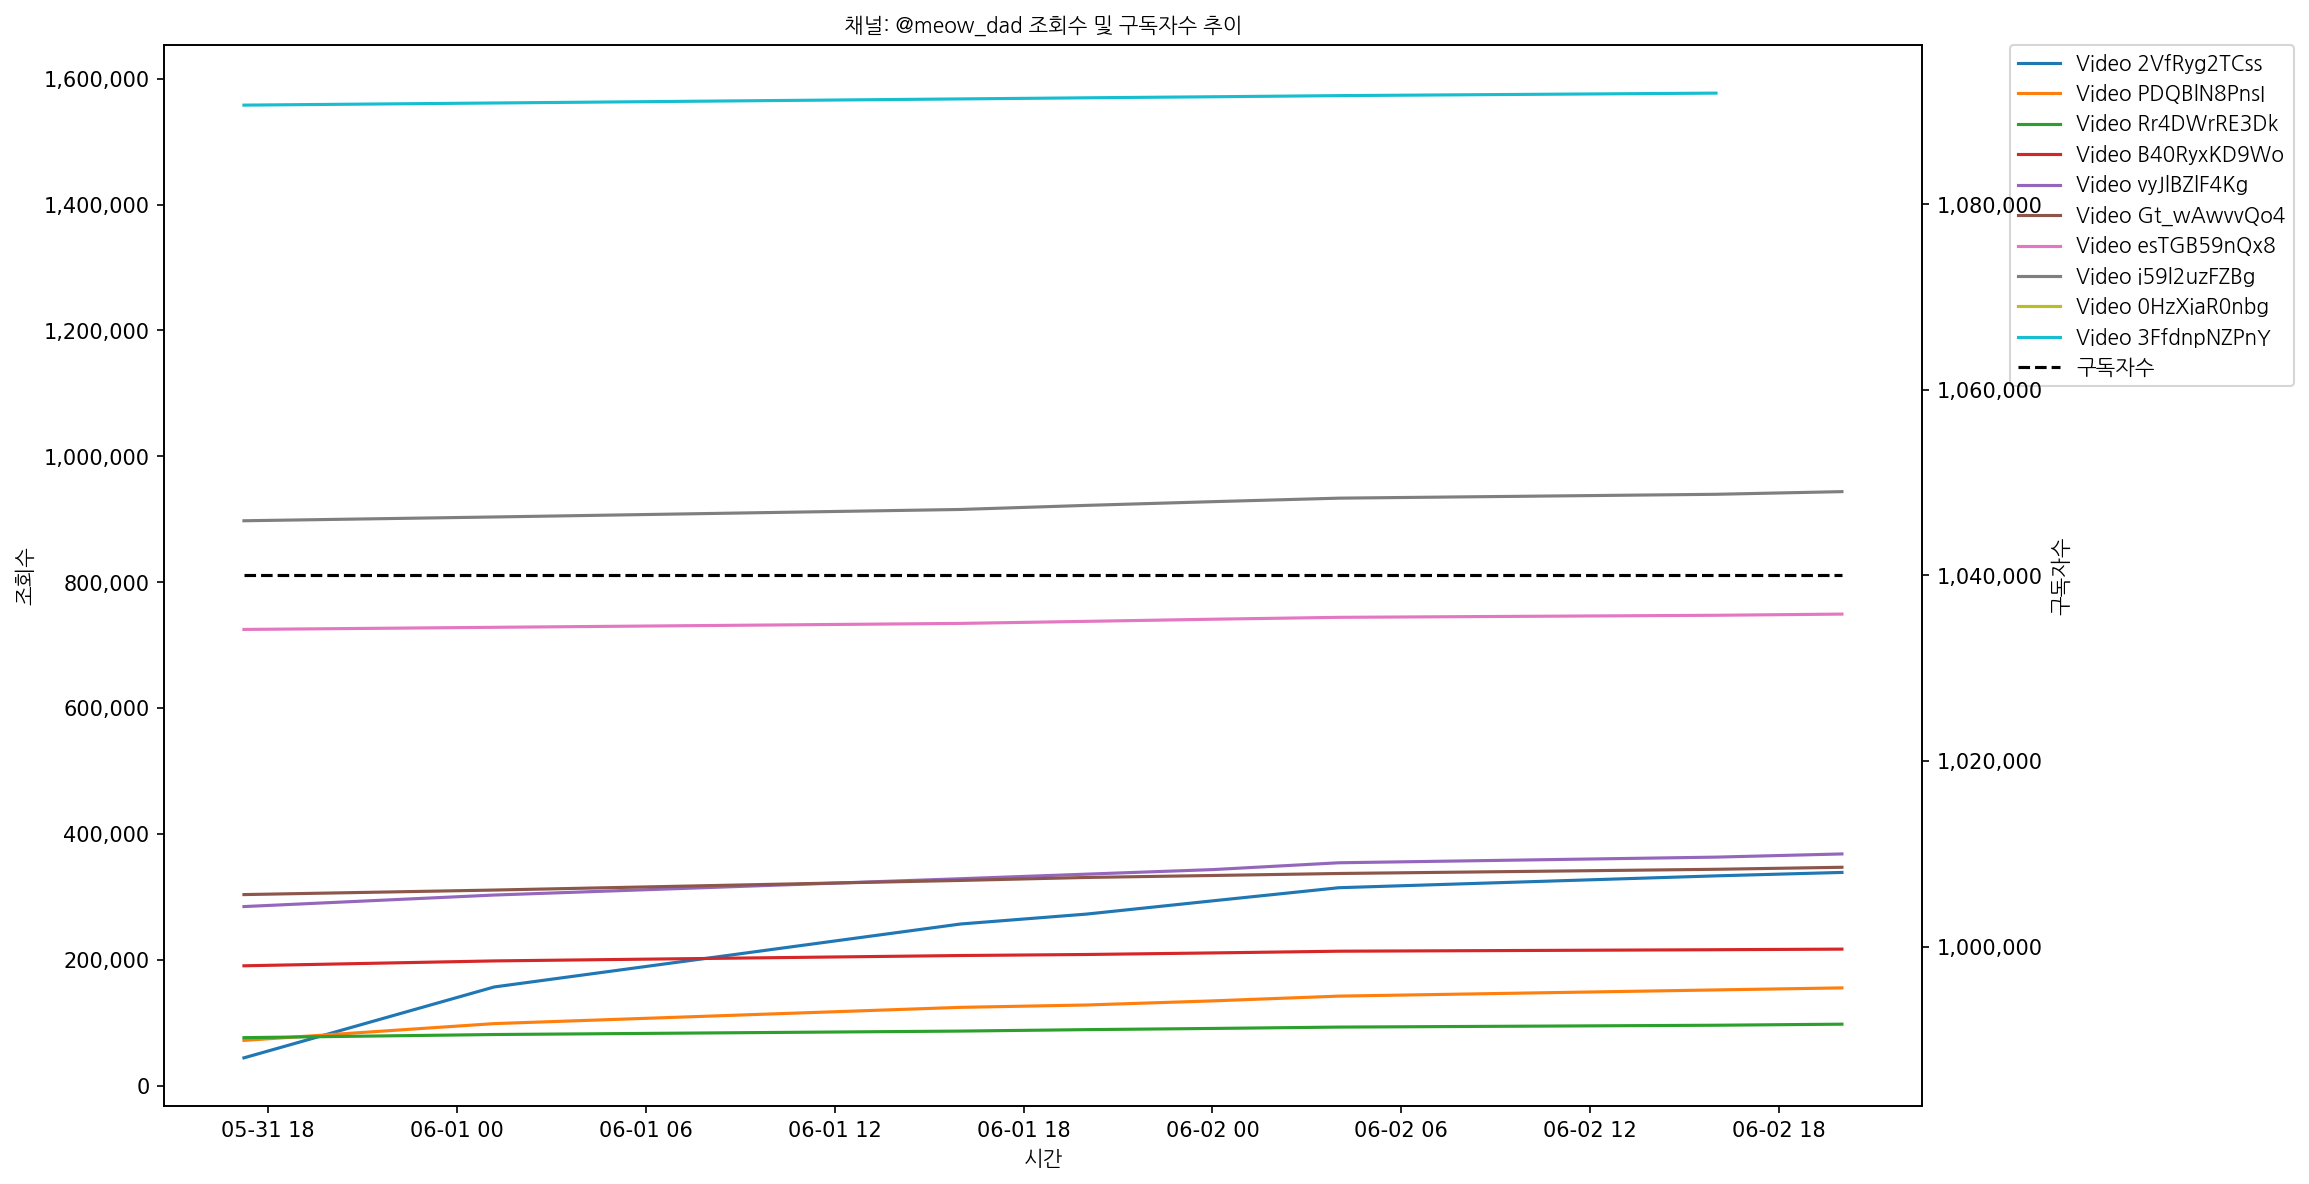 채널: @meow_dad 조회수 및 구독자수 추이
조회수
1,600,000
1,400,000
1,200,000
1,000,000
800,000
600,000
400,000
200,000
0
05-31 18
06-01 00
06-01 06
06-01 12
06-01 18
06-02 00
06-02 06
06-02 12
06-02 18
시간
1,080,000
1,060,000
1,040,000
1,020,000
1,000,000
구독자수
Video 2VfRyg2TCss
Video PDQBlN8PnsI
Video Rr4DWrRE3Dk
Video B40RyxKD9Wo
Video vyJlBZlF4Kg
Video Gt_wAwvvQo4
Video esTGB59nQx8
Video i59l2uzFZBg
Video 0HzXiaR0nbg
Video 3FfdnpNZPnY
구독자수